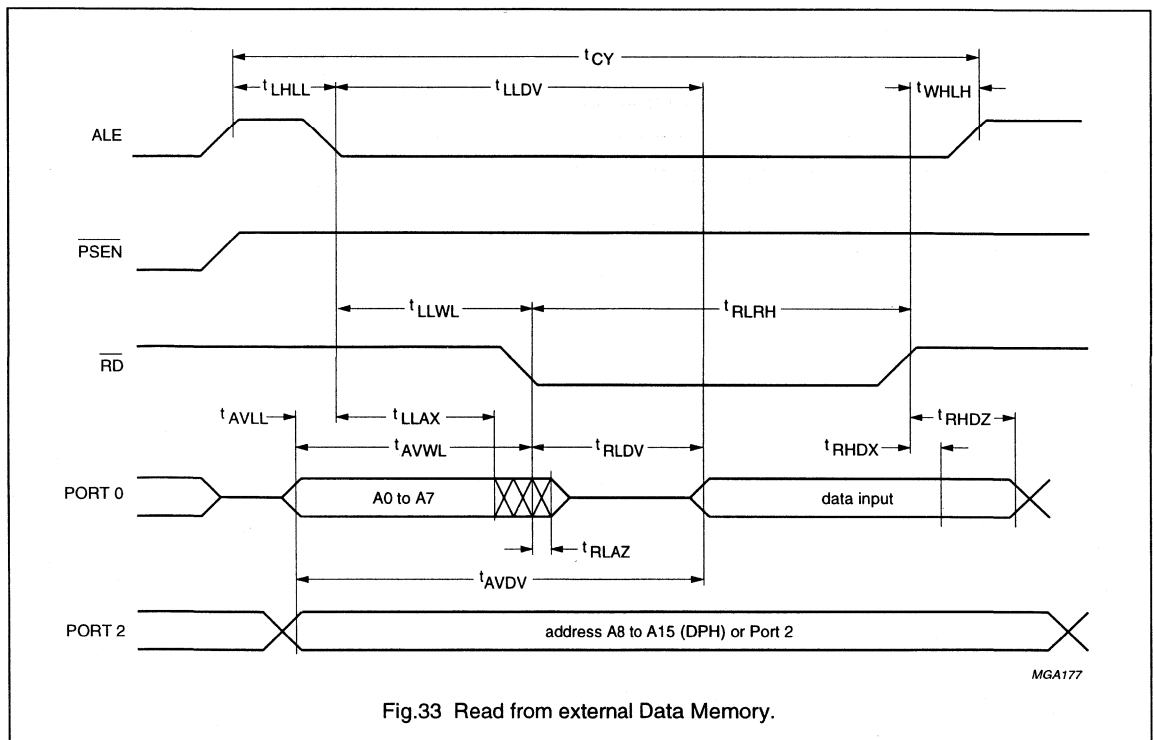 tCY
tLHLL
tLLDV
tWHLH
ALE
PSEN
tLLWL
tRLRH
RD
tAVLL
tLLAX
tRHDZ
tAVWL
tRLDV
tRHDX
PORT 0
A0 to A7
data input
tRLAZ
tAVDV
PORT 2
address A8 to A15 (DPH) or Port 2
MGA177
Fig.33 Read from external Data Memory.